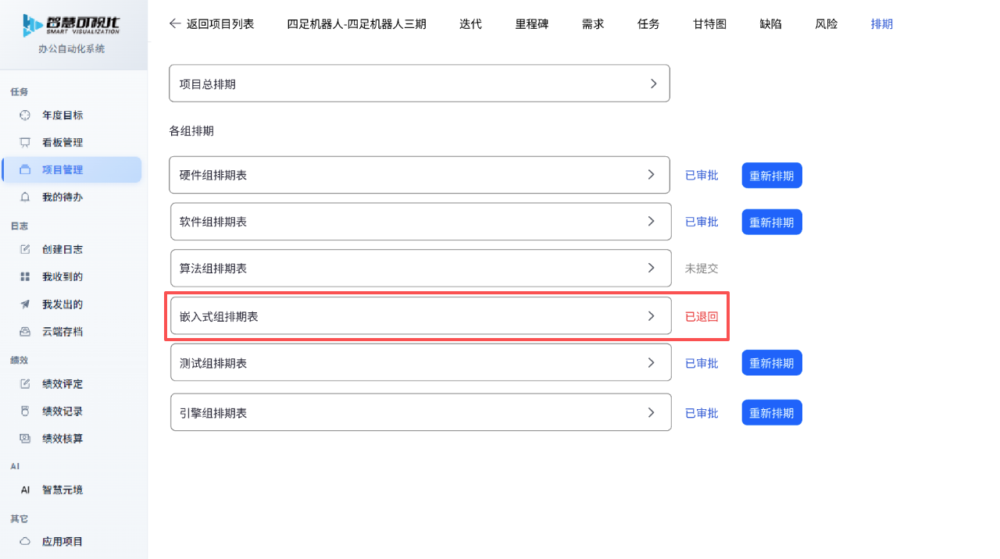 智慧可视化
SMART VISUALIZATION
办公自动化系统
任务
年度目标
看板管理
项目管理
我的待办
日志
创建日志
我收到的
我发出的
云端存档
绩效
绩效评定
绩效记录
绩效核算
AI
AI 智慧元境
其它
应用项目
返回项目列表 四足机器人-四足机器人三期 迭代 里程碑 需求 任务 甘特图 缺陷 风险 排期
项目总排期
各组排期
硬件组排期表 已审批 重新排期
软件组排期表 已审批 重新排期
算法组排期表 未提交
嵌入式组排期表 已退回
测试组排期表 已审批 重新排期
引擎组排期表 已审批 重新排期